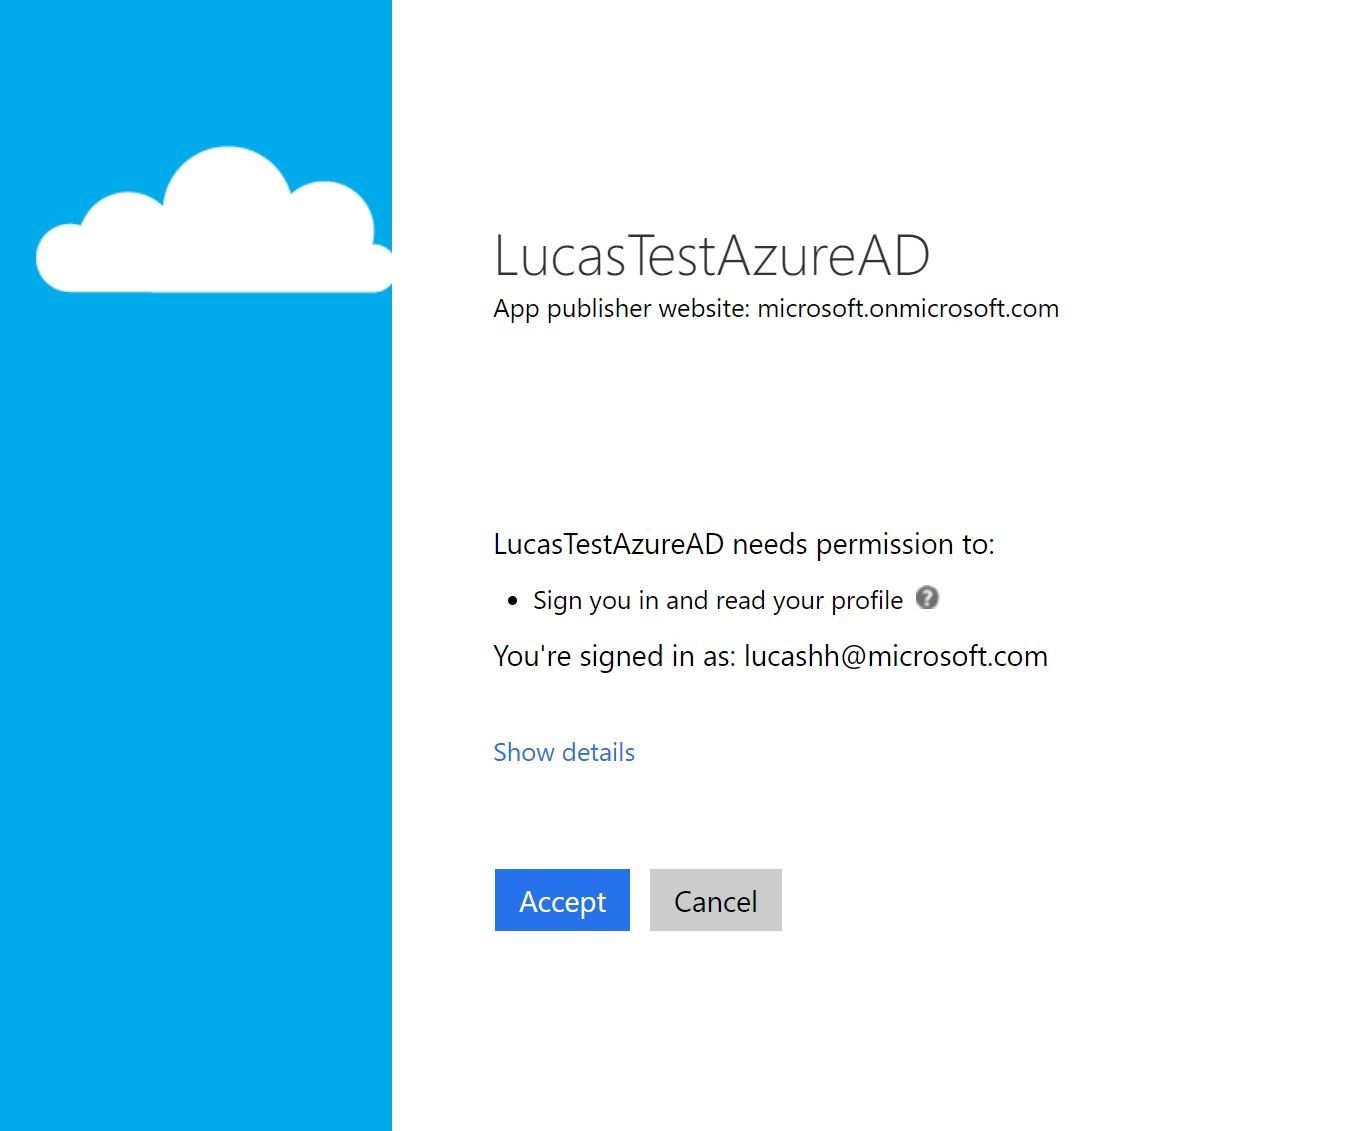 LucasTestAzureAD
App publisher website: microsoft.onmicrosoft.com
LucasTestAzureAD needs permission to:
• Sign you in and read your profile ?
You're signed in as: lucashh@microsoft.com
Show details
Accept Cancel